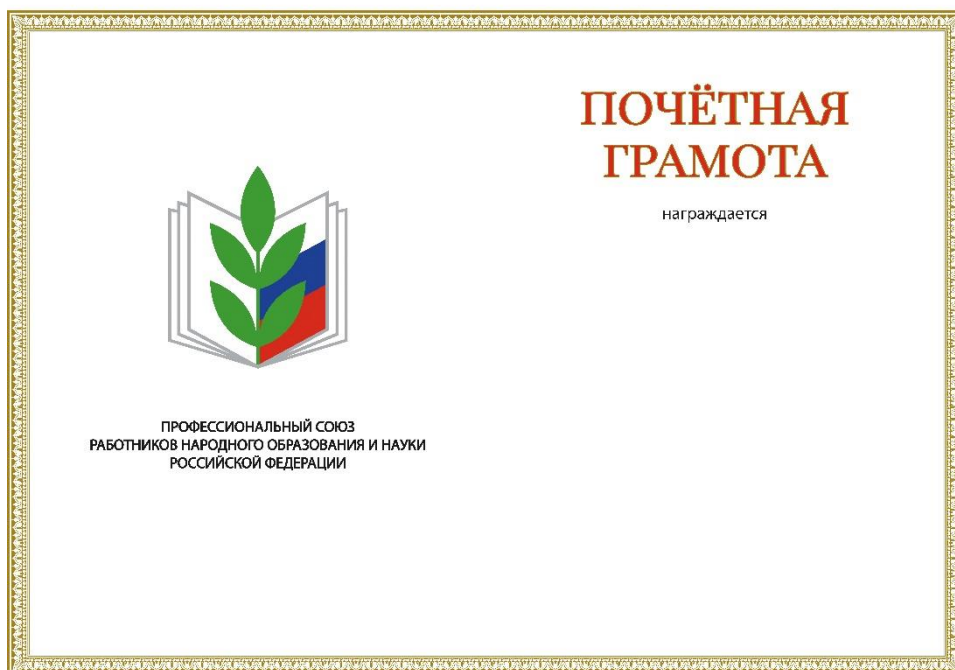 ПОЧЁТНАЯ
ГРАМОТА
награждается
ПРОФЕССИОНАЛЬНЫЙ СОЮЗ
РАБОТНИКОВ НАРОДНОГО ОБРАЗОВАНИЯ И НАУКИ
РОССИЙСКОЙ ФЕДЕРАЦИИ